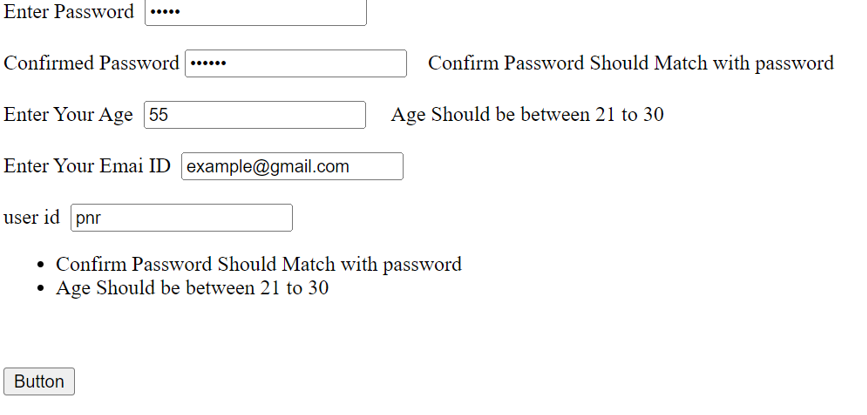 Enter Password •••••
Confirmed Password •••••• Confirm Password Should Match with password
Enter Your Age 55 Age Should be between 21 to 30
Enter Your Emai ID example@gmail.com
user id pnr
• Confirm Password Should Match with password
• Age Should be between 21 to 30
Button